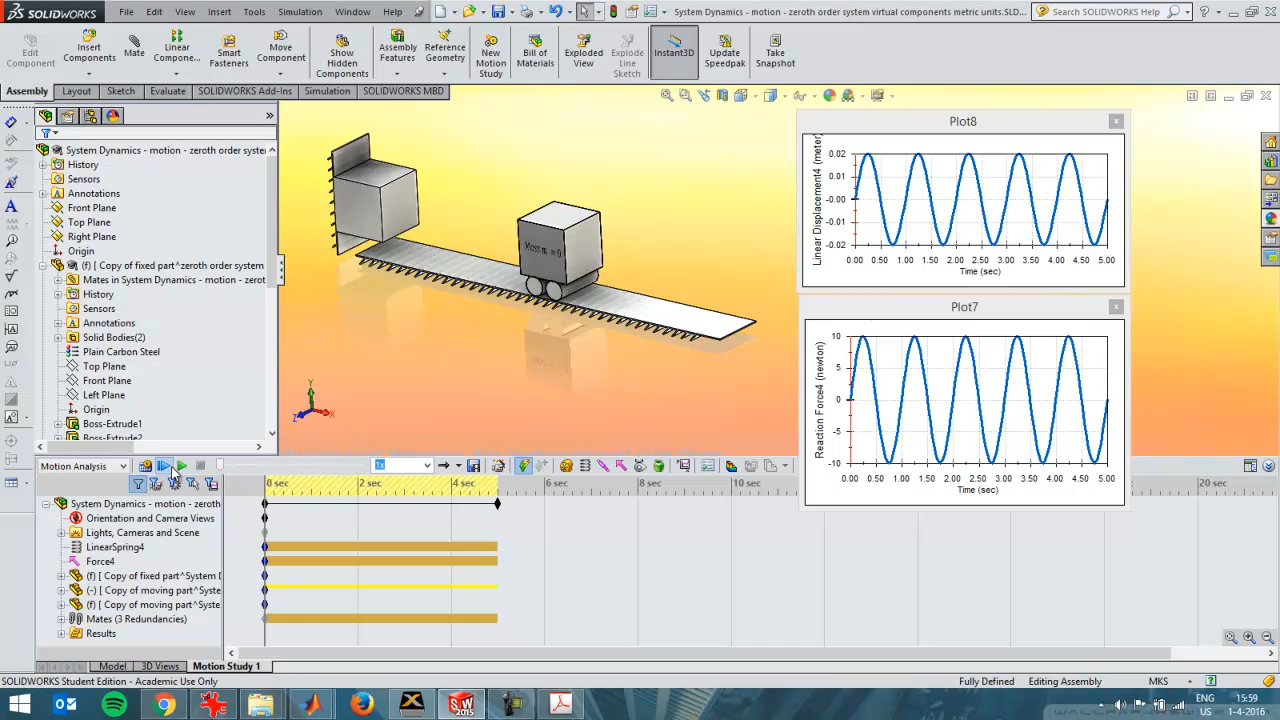 SOLIDWORKS File Edit View Insert Tools Simulation Window Help System Dynamics - motion - zeroth order system virtual components metric units.SLD... Search SOLIDWORKS Help
Edit Component
Insert Components
Mate
Linear Compone...
Smart Fasteners
Move Component
Show Hidden Components
Assembly Features
Reference Geometry
New Motion Study
Bill of Materials
Exploded View
Explode Line Sketch
Instant3D
Update Speedpak
Take Snapshot
Assembly Layout Sketch Evaluate SOLIDWORKS Add-Ins Simulation SOLIDWORKS MBD
System Dynamics - motion - zeroth order syste
History
Sensors
Annotations
Front Plane
Top Plane
Right Plane
Origin
(f) [ Copy of fixed part^zeroth order system
Mates in System Dynamics - motion - zerot
History
Sensors
Annotations
Solid Bodies(2)
Plain Carbon Steel
Top Plane
Front Plane
Left Plane
Origin
Boss-Extrude1
Boss-Extrude2
Mass m = 0
Y
Z X
Plot8
Linear Displacement4 (meter)
0.02
0.01
-0.00
-0.01
-0.02
0.00 0.50 1.00 1.50 2.00 2.50 3.00 3.50 4.00 4.50 5.00
Time (sec)
Plot7
Reaction Force4 (newton)
10
5
0
-5
-10
0.00 0.50 1.00 1.50 2.00 2.50 3.00 3.50 4.00 4.50 5.00
Time (sec)
Motion Analysis 1x
0 sec 2 sec 4 sec 6 sec 8 sec 10 sec 20 sec
System Dynamics - motion - zeroth
Orientation and Camera Views
Lights, Cameras and Scene
LinearSpring4
Force4
(f) [ Copy of fixed part^System D
(-) [ Copy of moving part^Syste
(f) [ Copy of moving part^Syste
Mates (3 Redundancies)
Results
Model 3D Views Motion Study 1
SOLIDWORKS Student Edition - Academic Use Only Fully Defined Editing Assembly MKS
ENG 15:59
US 1-4-2016